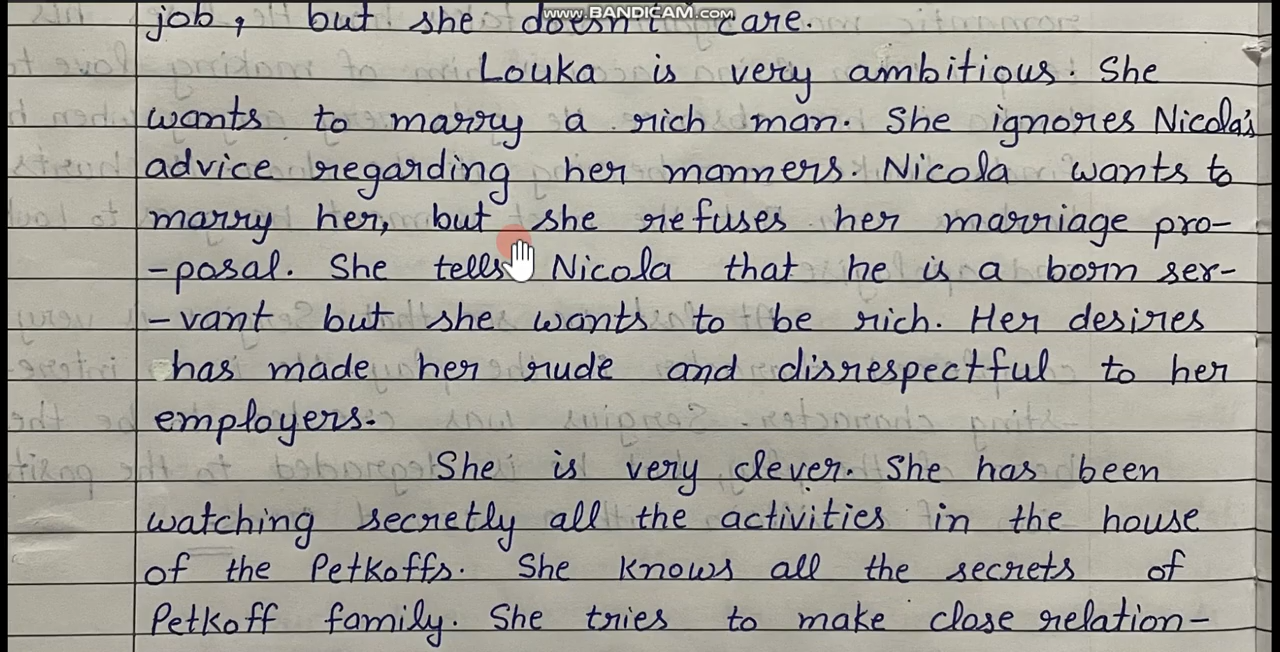 www.BANDICAM.com
job, but she doesn't care.
Louka is very ambitious. She
wants to marry a rich man. She ignores Nicola's
advice regarding her manners. Nicola wants to
marry her, but she refuses her marriage pro-
-posal. She tells Nicola that he is a born ser-
-vant but she wants to be rich. Her desires
has made her rude and disrespectful to her
employers.
She is very clever. She has been
watching secretly all the activities in the house
of the Petkoffs. She knows all the secrets of
Petkoff family. She tries to make close relation-